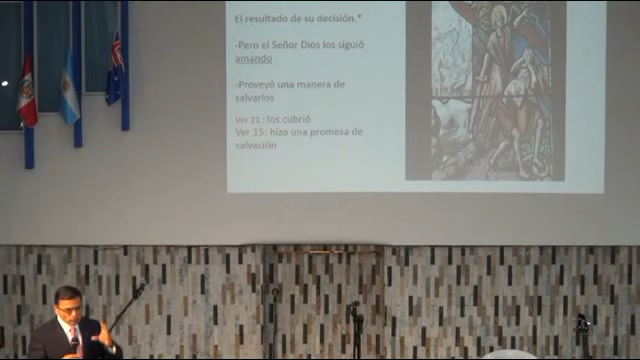 El resultado de su decisión.*
-Pero el Señor Dios los siguió
amándo
-Proveyó una manera de
salvarlos
Ver 21 : los cubrió
Ver 15: hizo una promesa de
salvación